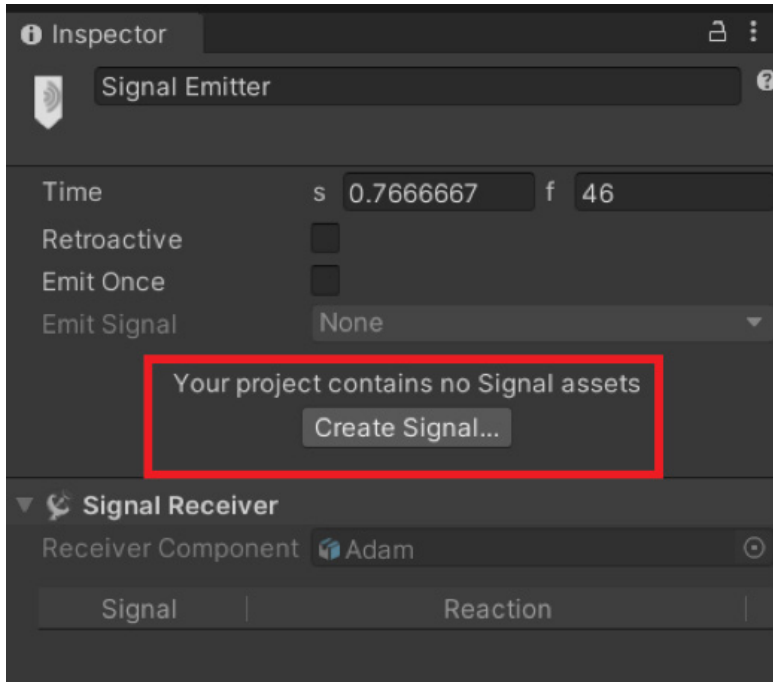 Inspector
Signal Emitter
Time s 0.7666667 f 46
Retroactive
Emit Once
Emit Signal None
Your project contains no Signal assets
Create Signal...
Signal Receiver
Receiver Component Adam
Signal Reaction